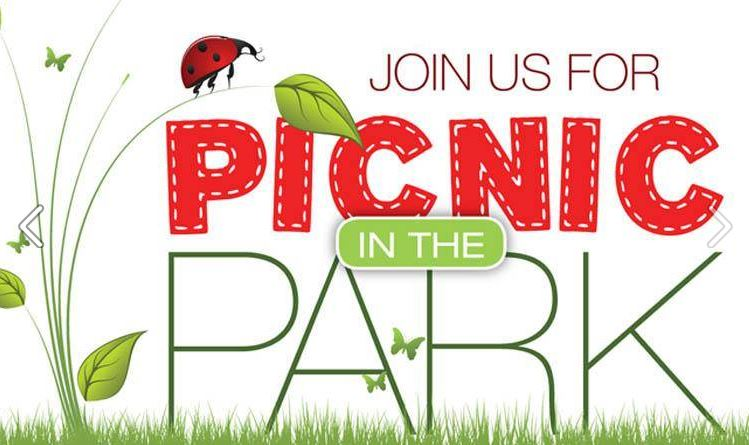 JOIN US FOR
PICNIC
IN THE
PARK